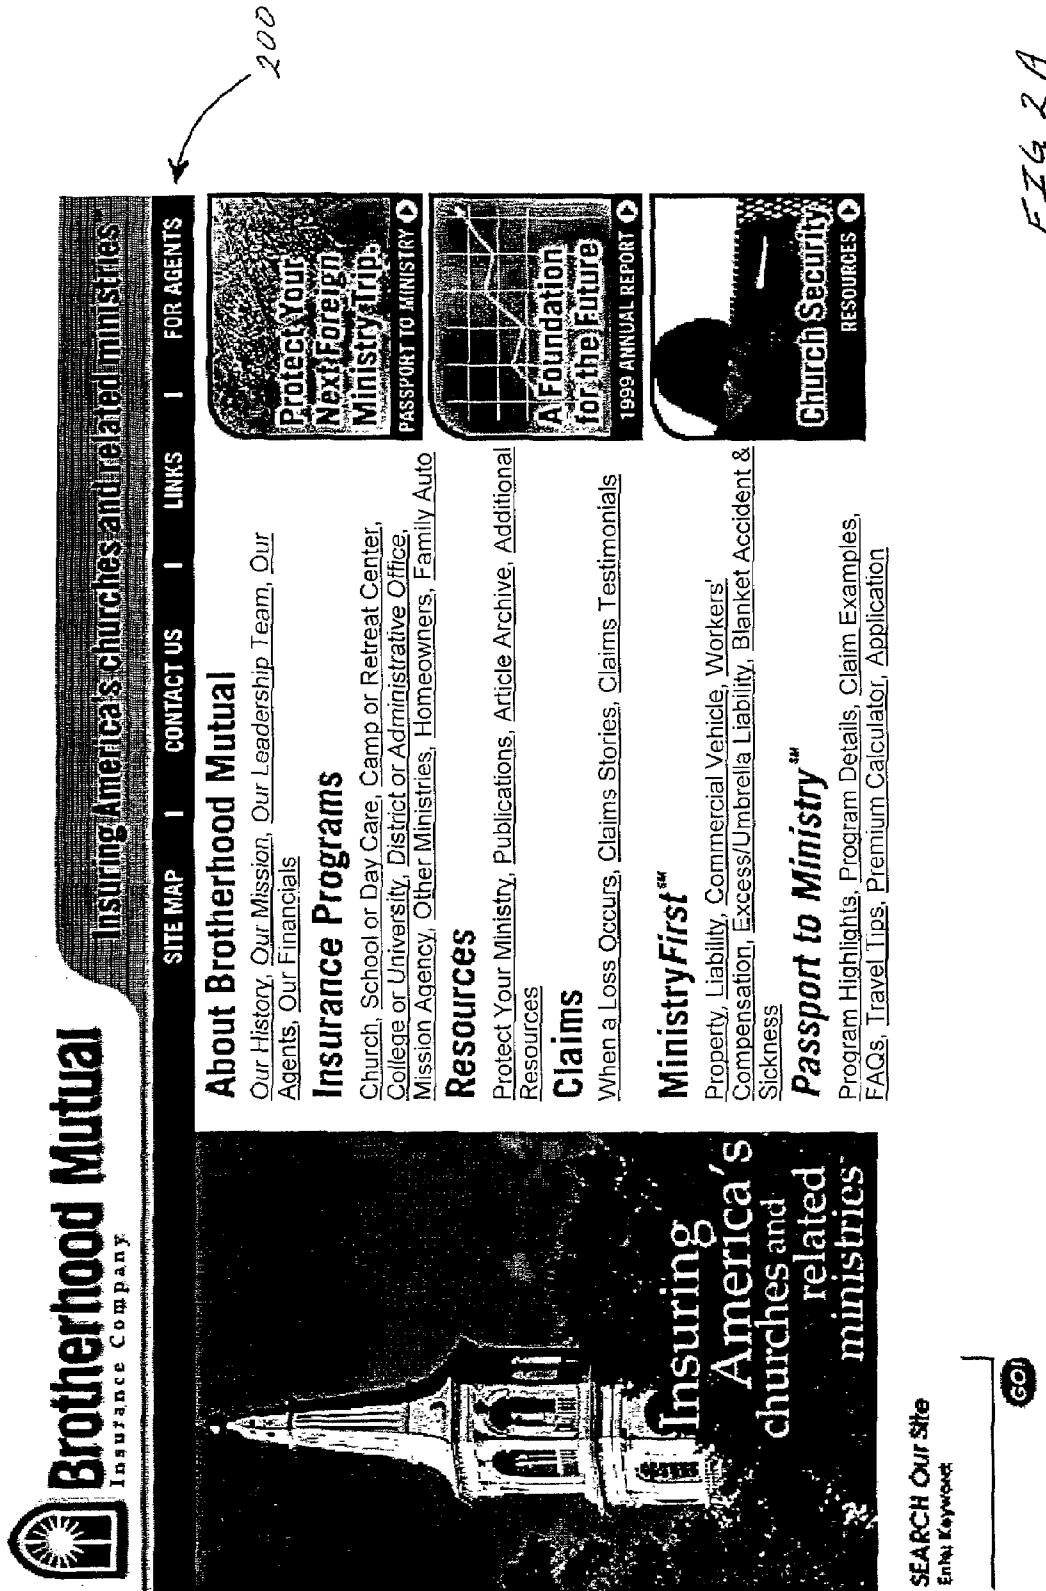 Brotherhood Mutual
Insurance Company
Insuring America's churches and related ministries
SITE MAP | CONTACT US | LINKS | FOR AGENTS
200
Insuring
America's
churches and
related
ministries
About Brotherhood Mutual
Our History, Our Mission, Our Leadership Team, Our
Agents, Our Financials
Insurance Programs
Church, School or Day Care, Camp or Retreat Center,
College or University, District or Administrative Office,
Mission Agency, Other Ministries, Homeowners, Family Auto
Resources
Protect Your Ministry, Publications, Article Archive, Additional
Resources
Claims
When a Loss Occurs, Claims Stories, Claims Testimonials
MinistryFirst℠
Property, Liability, Commercial Vehicle, Workers'
Compensation, Excess/Umbrella Liability, Blanket Accident &
Sickness
Passport to Ministry℠
Program Highlights, Program Details, Claim Examples,
FAQs, Travel Tips, Premium Calculator, Application
Protect Your
Next Foreign
Ministry Trip.
PASSPORT TO MINISTRY
A Foundation
for the Future
1999 ANNUAL REPORT
Church Security
RESOURCES
SEARCH Our Site
Enter Keyword:
GO!
FIG 2A